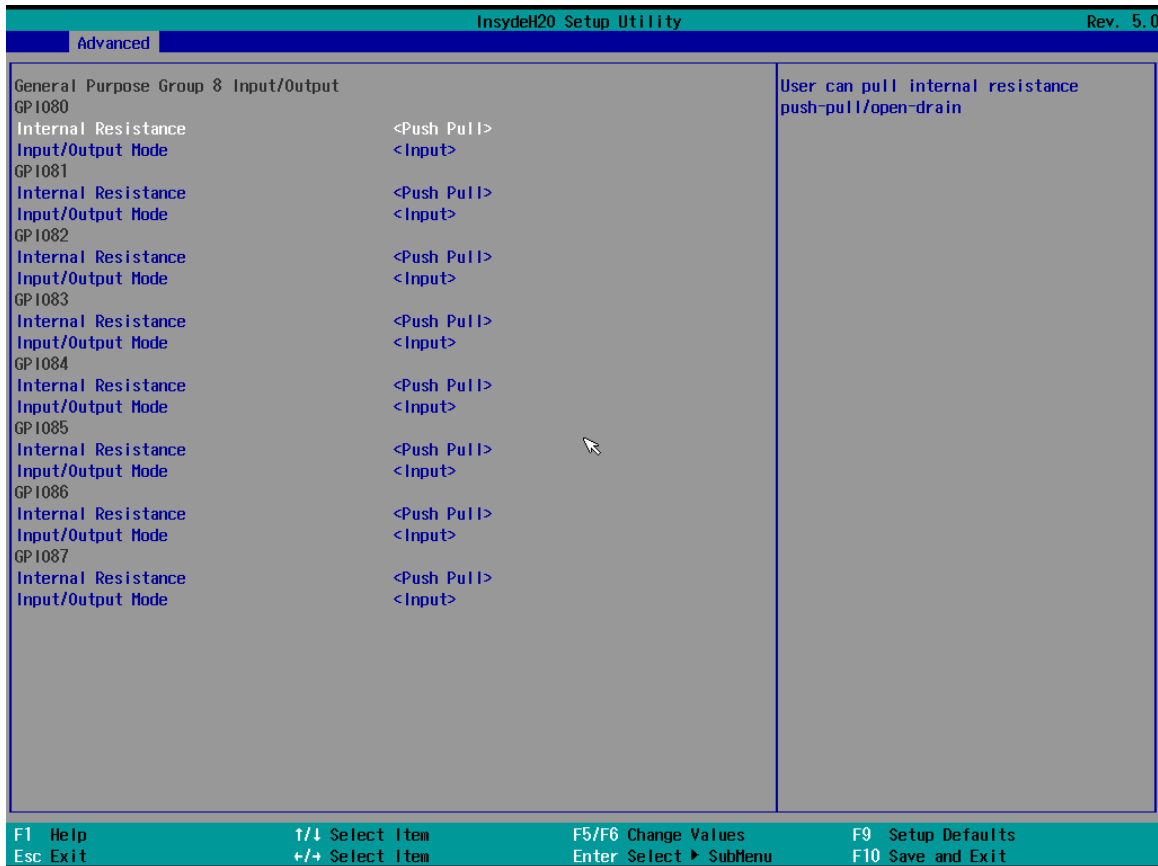 InsydeH20 Setup Utility Rev. 5.0
Advanced
General Purpose Group 8 Input/Output
GPIO80
Internal Resistance <Push Pull>
Input/Output Mode <Input>
GPIO81
Internal Resistance <Push Pull>
Input/Output Mode <Input>
GPIO82
Internal Resistance <Push Pull>
Input/Output Mode <Input>
GPIO83
Internal Resistance <Push Pull>
Input/Output Mode <Input>
GPIO84
Internal Resistance <Push Pull>
Input/Output Mode <Input>
GPIO85
Internal Resistance <Push Pull>
Input/Output Mode <Input>
GPIO86
Internal Resistance <Push Pull>
Input/Output Mode <Input>
GPIO87
Internal Resistance <Push Pull>
Input/Output Mode <Input>
User can pull internal resistance
push-pull/open-drain
F1 Help ↑/↓ Select Item F5/F6 Change Values F9 Setup Defaults
Esc Exit ←/→ Select Item Enter Select ▶ SubMenu F10 Save and Exit